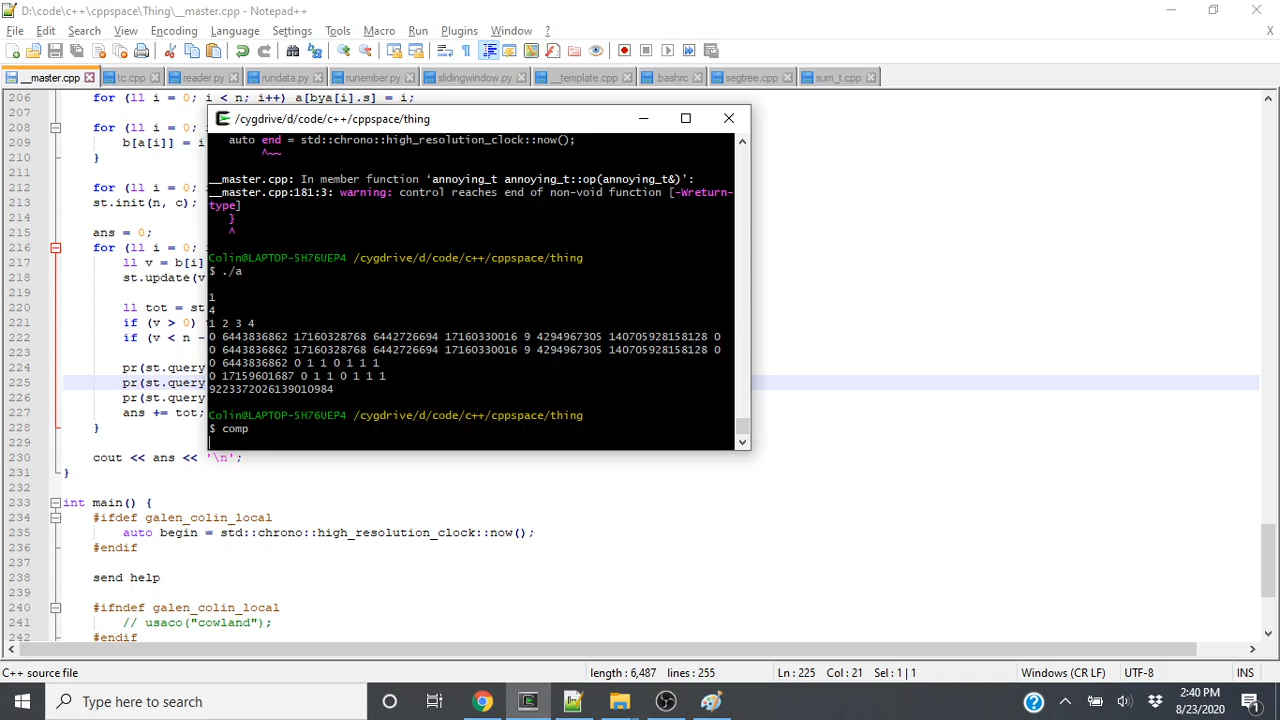 D:\code\c++\cppspace\Thing\__master.cpp - Notepad++
File Edit Search View Encoding Language Settings Tools Macro Run Plugins Window ? X
__master.cpp tc.cpp reader.py rundata.py runember.py slidingwindow.py __template.cpp .bashrc segtree.cpp sum_t.cpp
206 for (ll i = 0; i < n; i++) a[bya[i].s] = i;
207
208 for (ll i = 0; i
209 b[a[i]] = i
210 }
211
212 for (ll i = 0; i
213 st.init(n, c);
214
215 ans = 0;
216 for (ll i = 0; i
217 ll v = b[i]
218 st.update(v
219
220 ll tot = st
221 if (v > 0)
222 if (v < n -
223
224 pr(st.query
225 pr(st.query
226 pr(st.query
227 ans += tot;
228 }
229
230 cout << ans << '\n';
231 }
232
233 int main() {
234 #ifdef galen_colin_local
235 auto begin = std::chrono::high_resolution_clock::now();
236 #endif
237
238 send help
239
240 #ifndef galen_colin_local
241 // usaco("cowland");
242 #endif
/cygdrive/d/code/c++/cppspace/thing
auto end = std::chrono::high_resolution_clock::now();
^~~
__master.cpp: In member function ‘annoying_t annoying_t::op(annoying_t&)’:
__master.cpp:181:3: warning: control reaches end of non-void function [-Wreturn-
type]
}
^
Colin@LAPTOP-5H76UEP4 /cygdrive/d/code/c++/cppspace/thing
$ ./a
1
4
1 2 3 4
0 6443836862 17160328768 6442726694 17160330016 9 4294967305 140705928158128 0
0 6443836862 17160328768 6442726694 17160330016 9 4294967305 140705928158128 0
0 6443836862 0 1 1 0 1 1 1
0 17159601687 0 1 1 0 1 1 1
9223372026139010984
Colin@LAPTOP-5H76UEP4 /cygdrive/d/code/c++/cppspace/thing
$ comp
C++ source file length : 6,487 lines : 255 Ln : 225 Col : 21 Sel : 1 | 1 Windows (CR LF) UTF-8 INS
Type here to search
2:40 PM
8/23/2020
1